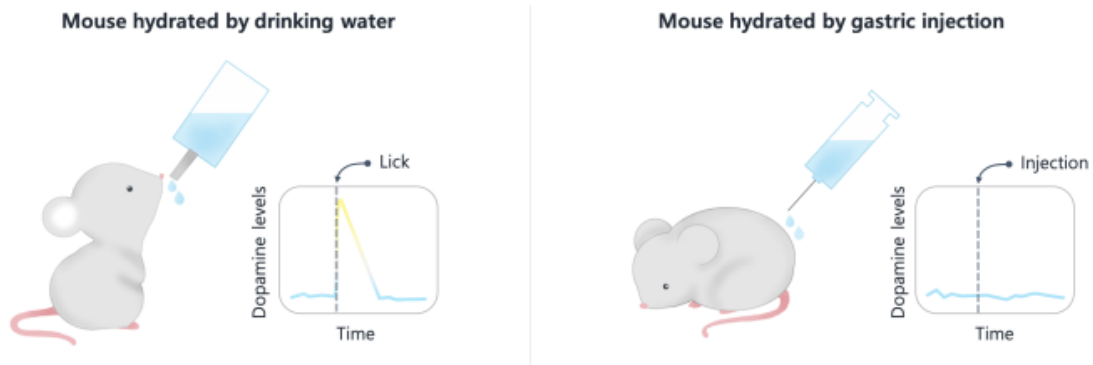 Mouse hydrated by drinking water
Lick
Dopamine levels
Time
Mouse hydrated by gastric injection
Injection
Dopamine levels
Time